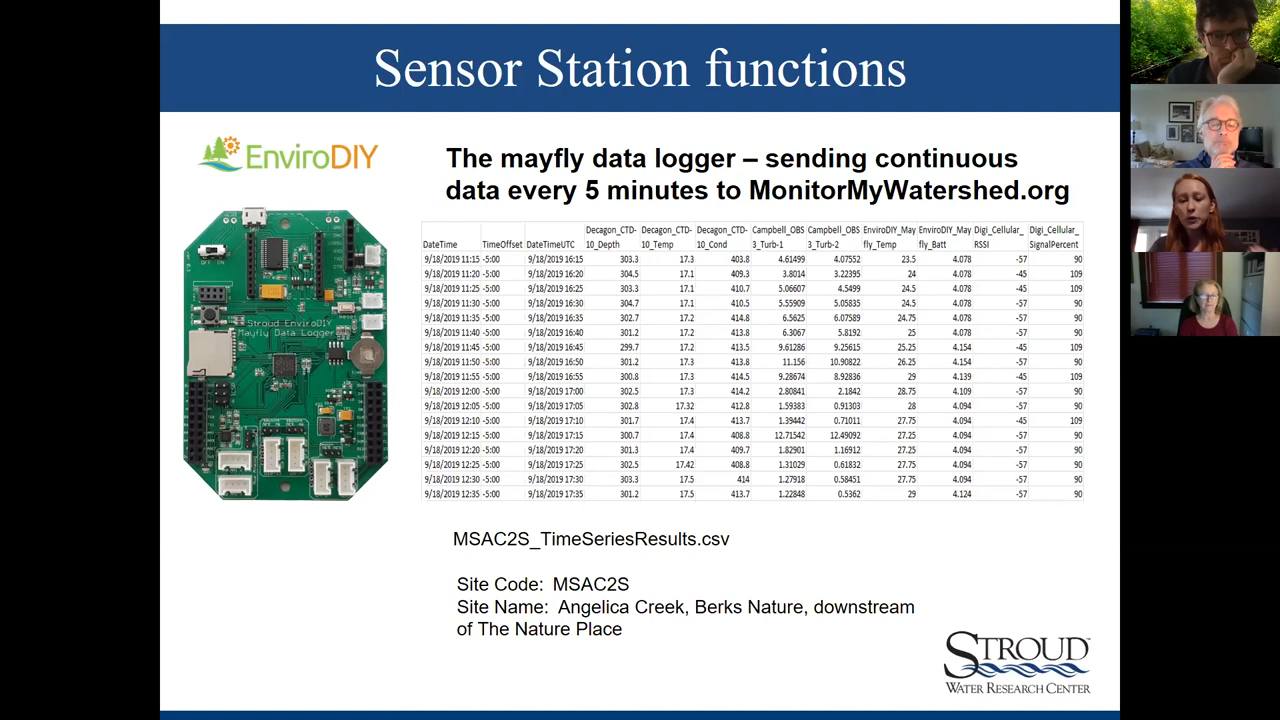 Sensor Station functions
EnviroDIY
The mayfly data logger – sending continuous
data every 5 minutes to MonitorMyWatershed.org
Stroud EnviroDIY
Mayfly Data Logger
OFF ON
Reset
Decagon_CTD- Decagon_CTD- Decagon_CTD- Campbell_OBS Campbell_OBS EnviroDIY_Ma EnviroDIY_May Digi_Cellular_ Digi_Cellular_
DateTime TimeOffset DateTimeUTC 10_Depth 10_Temp 10_Cond 3_Turb-1 3_Turb-2 yfly_Temp fly_Batt RSSI SignalPercent
9/18/2019 11:15 -5:00 9/18/2019 16:15 303.3 17.3 403.8 4.61499 4.07552 23.5 4.078 -57 90
9/18/2019 11:20 -5:00 9/18/2019 16:20 304.5 17.1 409.3 3.8014 3.22395 24 4.078 -45 109
9/18/2019 11:25 -5:00 9/18/2019 16:25 303.3 17.1 410.7 5.06607 4.5499 24.5 4.078 -45 109
9/18/2019 11:30 -5:00 9/18/2019 16:30 304.7 17.1 410.5 5.55909 5.05835 24.5 4.078 -57 90
9/18/2019 11:35 -5:00 9/18/2019 16:35 302.7 17.2 414.8 6.5625 6.07589 24.75 4.078 -57 90
9/18/2019 11:40 -5:00 9/18/2019 16:40 301.2 17.2 413.8 6.3067 5.8192 25 4.078 -57 90
9/18/2019 11:45 -5:00 9/18/2019 16:45 299.7 17.2 413.5 9.61286 9.25615 25.25 4.154 -45 109
9/18/2019 11:50 -5:00 9/18/2019 16:50 301.2 17.3 413.8 11.156 10.90822 26.25 4.154 -57 90
9/18/2019 11:55 -5:00 9/18/2019 16:55 300.8 17.3 414.5 9.28674 8.92836 29 4.139 -45 109
9/18/2019 12:00 -5:00 9/18/2019 17:00 302.5 17.3 414.2 2.80841 2.1842 28.75 4.109 -57 90
9/18/2019 12:05 -5:00 9/18/2019 17:05 302.8 17.32 412.8 1.59383 0.91303 28 4.094 -57 90
9/18/2019 12:10 -5:00 9/18/2019 17:10 301.7 17.4 413.7 1.39442 0.71011 27.75 4.094 -45 109
9/18/2019 12:15 -5:00 9/18/2019 17:15 300.7 17.4 408.8 12.71542 12.49092 27.25 4.094 -57 90
9/18/2019 12:20 -5:00 9/18/2019 17:20 301.3 17.4 409.7 1.82901 1.16912 27.25 4.094 -57 90
9/18/2019 12:25 -5:00 9/18/2019 17:25 302.5 17.42 408.8 1.31029 0.61832 27.75 4.094 -57 90
9/18/2019 12:30 -5:00 9/18/2019 17:30 303.3 17.5 414 1.27918 0.58451 27.75 4.094 -57 90
9/18/2019 12:35 -5:00 9/18/2019 17:35 301.2 17.5 413.7 1.22848 0.5362 29 4.124 -57 90
MSAC2S_TimeSeriesResults.csv
Site Code: MSAC2S
Site Name: Angelica Creek, Berks Nature, downstream
of The Nature Place
STROUD™
WATER RESEARCH CENTER